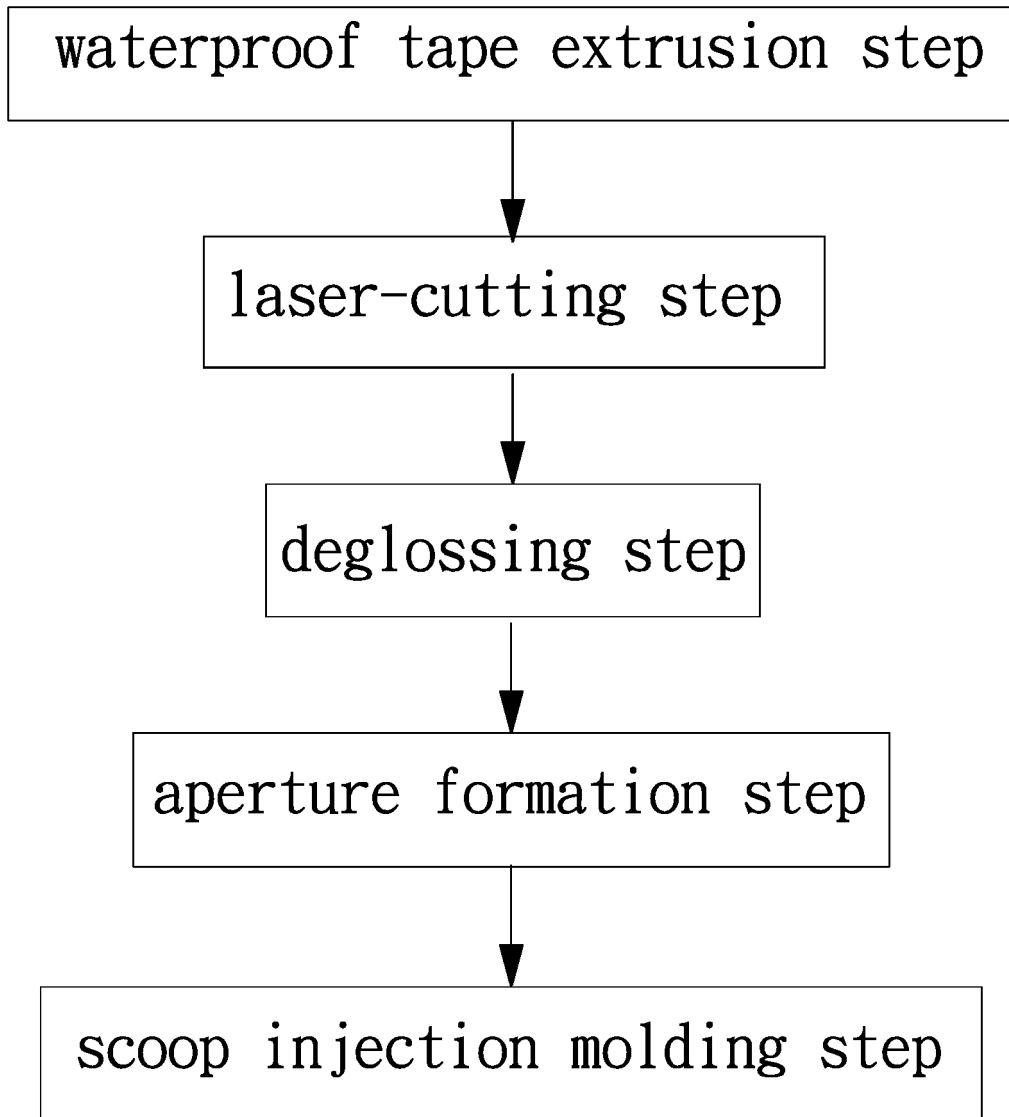 waterproof tape extrusion step
laser-cutting step
deglossing step
aperture formation step
scoop injection molding step